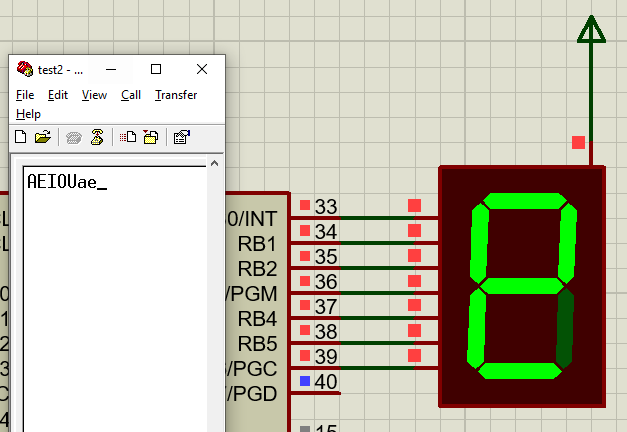 test2 - ...
File Edit View Call Transfer
Help
AEIOUae_
0/INT 33
RB1 34
RB2 35
/PGM 36
RB4 37
RB5 38
/PGC 39
/PGD 40
15